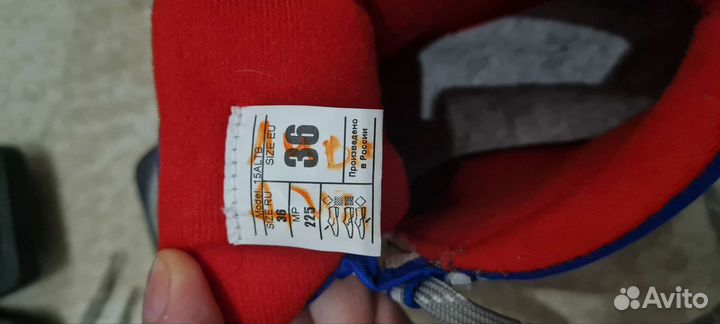 Model: 15ALTB
SIZE RU
36
SIZE EU
36
MP
225
Произведено
в России
Avito